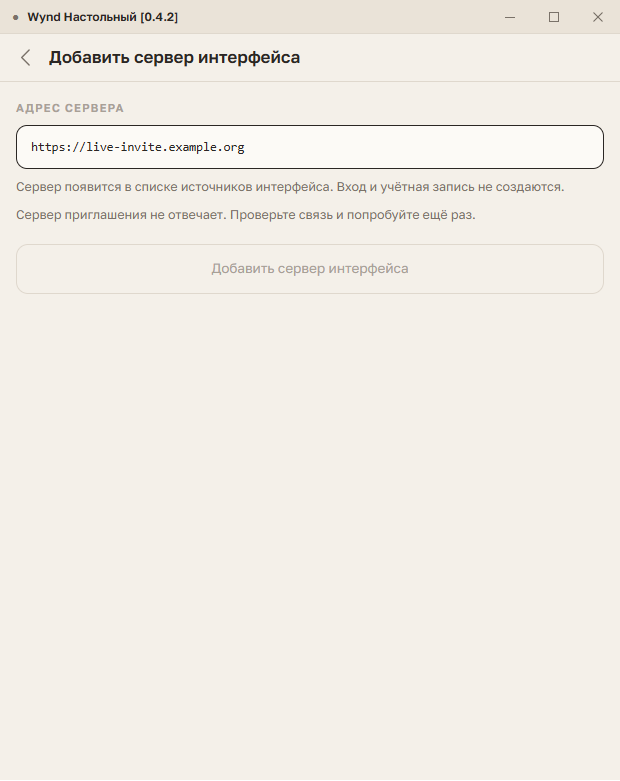 Wynd Настольный [0.4.2]
Добавить сервер интерфейса
АДРЕС СЕРВЕРА
https://live-invite.example.org
Сервер появится в списке источников интерфейса. Вход и учётная запись не создаются.
Сервер приглашения не отвечает. Проверьте связь и попробуйте ещё раз.
Добавить сервер интерфейса